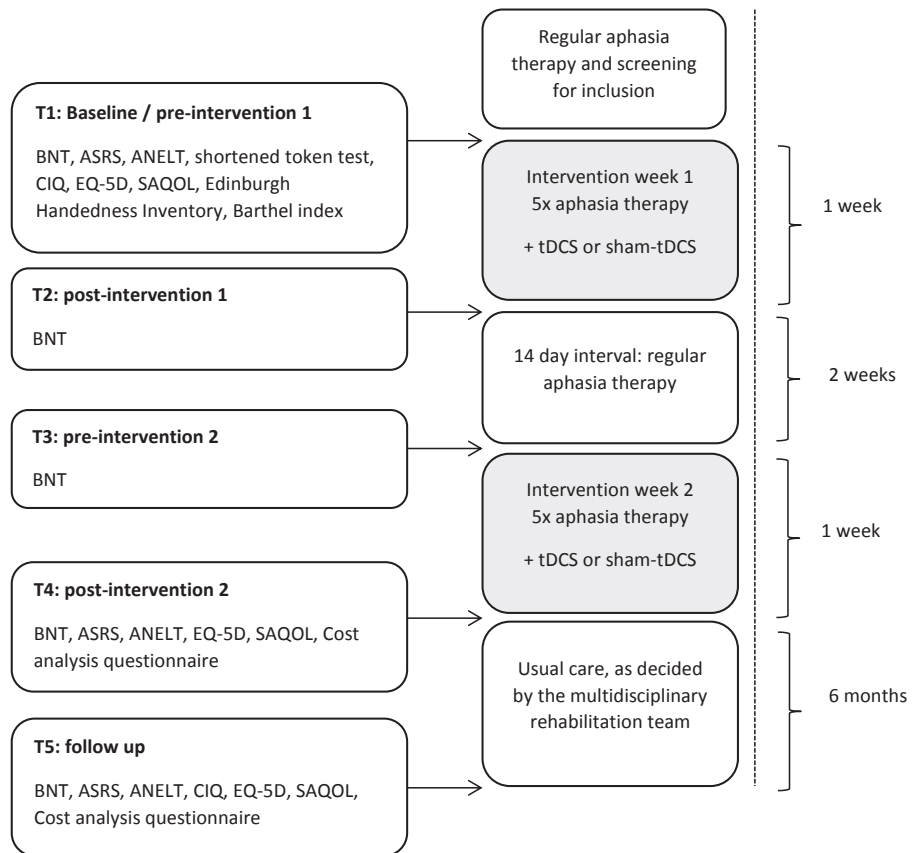 Regular aphasia
therapy and screening
for inclusion
T1: Baseline / pre-intervention 1
BNT, ASRS, ANELT, shortened token test,
CIQ, EQ-5D, SAQOL, Edinburgh
Handedness Inventory, Barthel index
Intervention week 1
5x aphasia therapy
+ tDCS or sham-tDCS
1 week
T2: post-intervention 1
BNT
14 day interval: regular
aphasia therapy
2 weeks
T3: pre-intervention 2
BNT
Intervention week 2
5x aphasia therapy
+ tDCS or sham-tDCS
1 week
T4: post-intervention 2
BNT, ASRS, ANELT, EQ-5D, SAQOL, Cost
analysis questionnaire
Usual care, as decided
by the multidisciplinary
rehabilitation team
6 months
T5: follow up
BNT, ASRS, ANELT, CIQ, EQ-5D, SAQOL,
Cost analysis questionnaire